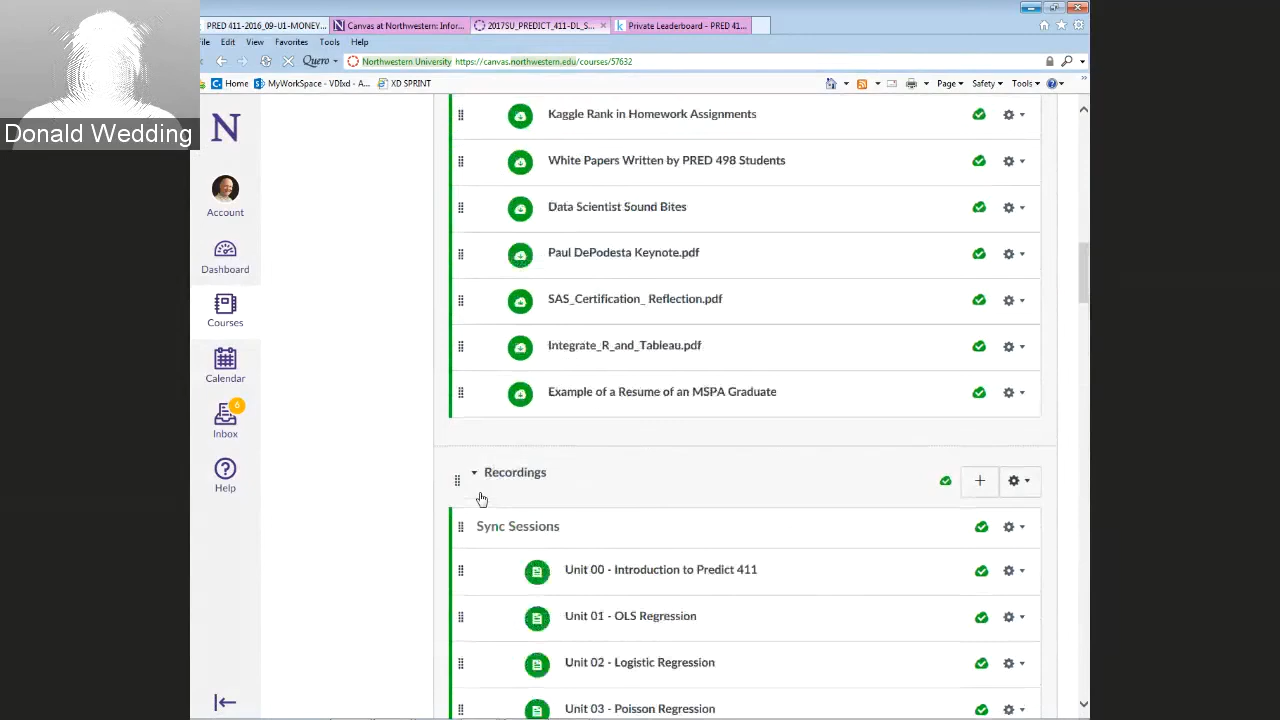 PRED 411-2016_09-U1-MONEY...
Canvas at Northwestern: Infor...
2017SU_PREDICT_411-DL_S...
Private Leaderboard - PRED 41...
File Edit View Favorites Tools Help
Quero
Northwestern University https://canvas.northwestern.edu/courses/57632
Home
MyWorkSpace - VDIxd - A...
XD SPRINT
Page Safety Tools
Donald Wedding
N
Account
Dashboard
Courses
Calendar
6
Inbox
Help
Kaggle Rank in Homework Assignments
White Papers Written by PRED 498 Students
Data Scientist Sound Bites
Paul DePodesta Keynote.pdf
SAS_Certification_ Reflection.pdf
Integrate_R_and_Tableau.pdf
Example of a Resume of an MSPA Graduate
Recordings
Sync Sessions
Unit 00 - Introduction to Predict 411
Unit 01 - OLS Regression
Unit 02 - Logistic Regression
Unit 03 - Poisson Regression